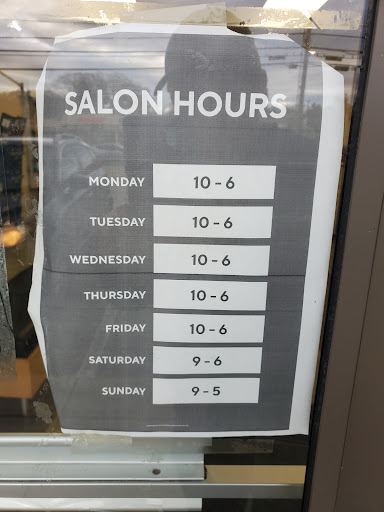 SALON HOURS
MONDAY 10 - 6
TUESDAY 10 - 6
WEDNESDAY 10 - 6
THURSDAY 10 - 6
FRIDAY 10 - 6
SATURDAY 9 - 6
SUNDAY 9 - 5